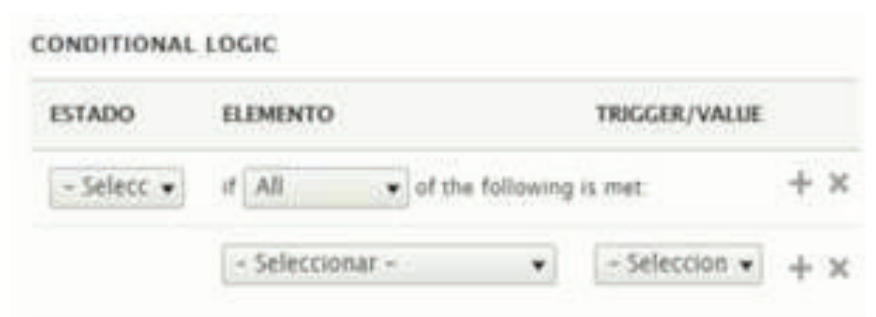 CONDITIONAL LOGIC
ESTADO ELEMENTO TRIGGER/VALUE
- Selecc if All of the following is met:
- Seleccionar - - Seleccion